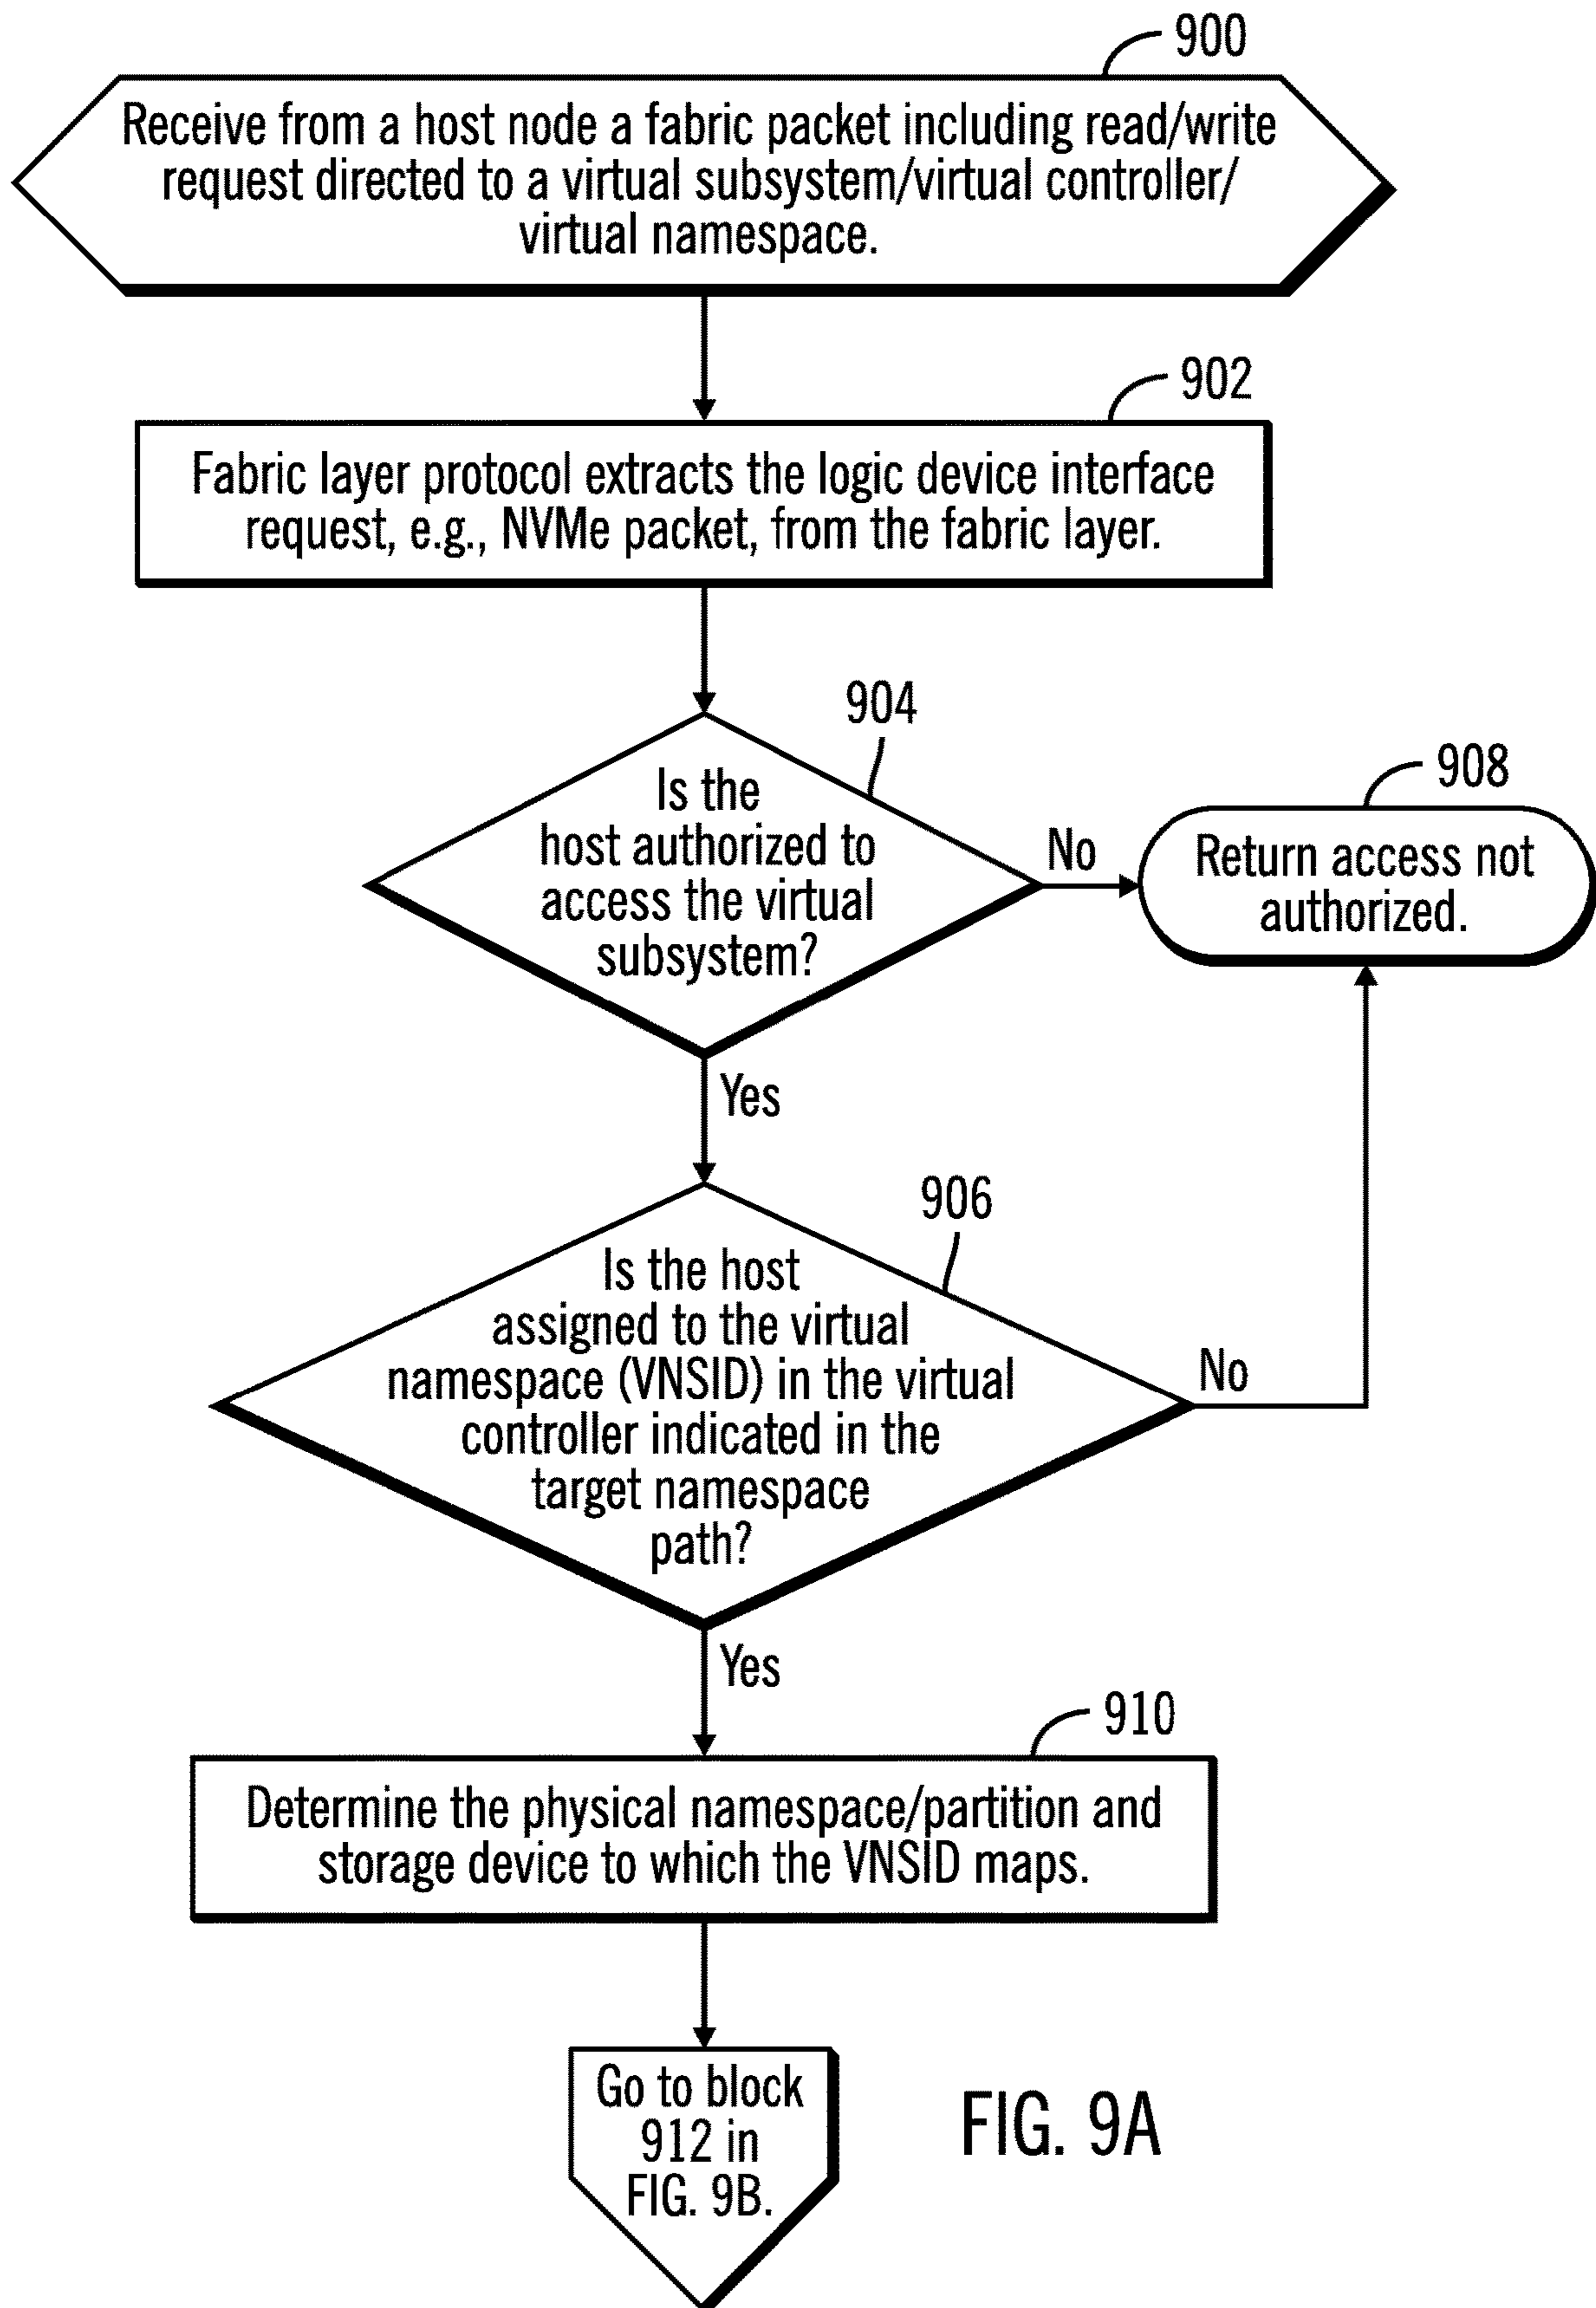 900
Receive from a host node a fabric packet including read/write
request directed to a virtual subsystem/virtual controller/
virtual namespace.
902
Fabric layer protocol extracts the logic device interface
request, e.g., NVMe packet, from the fabric layer.
904
Is the
host authorized to
access the virtual
subsystem?
No
908
Return access not
authorized.
Yes
906
Is the host
assigned to the virtual
namespace (VNSID) in the virtual
controller indicated in the
target namespace
path?
No
Yes
910
Determine the physical namespace/partition and
storage device to which the VNSID maps.
Go to block
912 in
FIG. 9B.
FIG. 9A